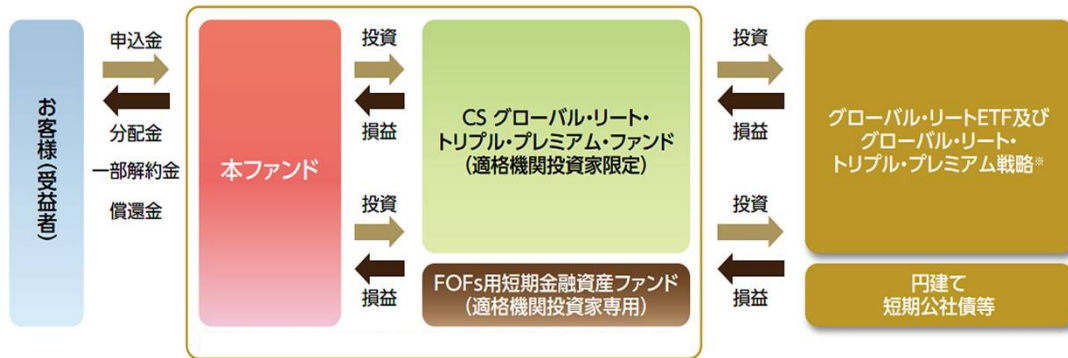 お客様(受益者)
申込金
分配金
一部解約金
償還金
本ファンド
投資
損益
投資
損益
CS グローバル・リート・
トリプル・プレミアム・ファンド
(適格機関投資家限定)
FOFs用短期金融資産ファンド
(適格機関投資家専用)
投資
損益
投資
損益
グローバル・リートETF及び
グローバル・リート・
トリプル・プレミアム戦略※
円建て
短期公社債等